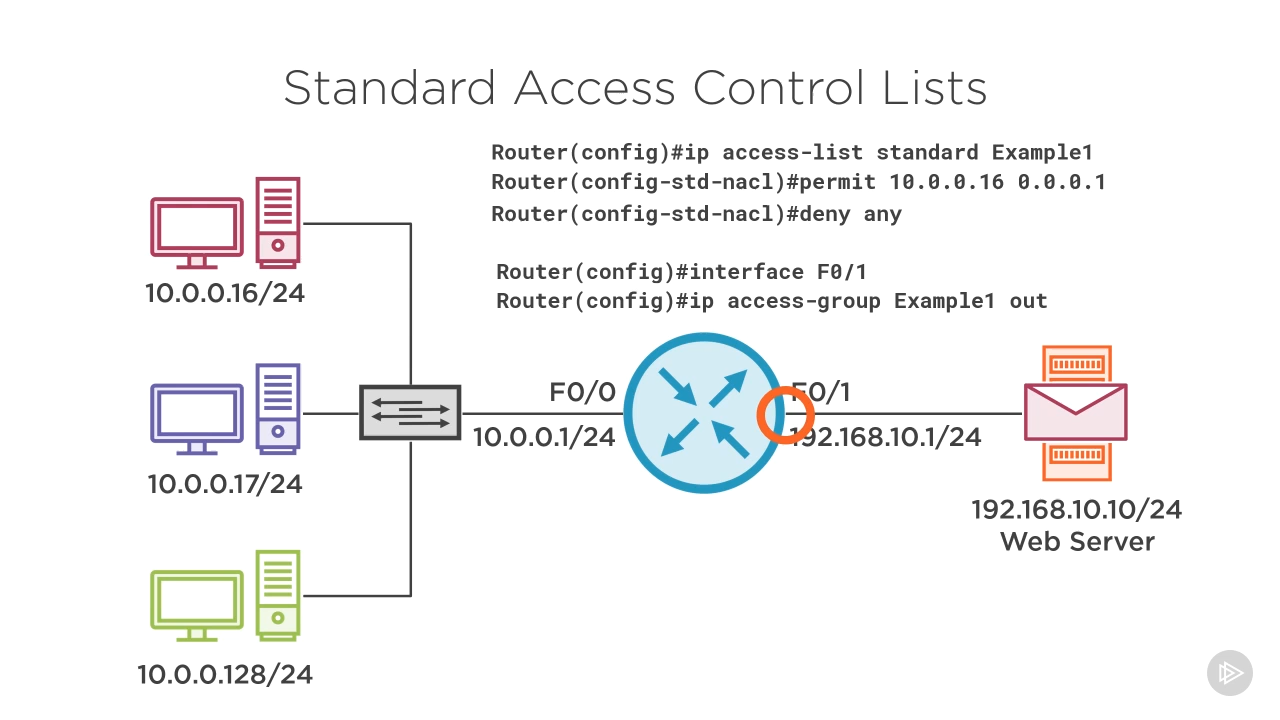 Standard Access Control Lists
Router(config)#ip access-list standard Example1
Router(config-std-nacl)#permit 10.0.0.16 0.0.0.1
Router(config-std-nacl)#deny any
Router(config)#interface F0/1
Router(config)#ip access-group Example1 out
10.0.0.16/24
F0/0
F0/1
10.0.0.1/24
192.168.10.1/24
10.0.0.17/24
192.168.10.10/24
Web Server
10.0.0.128/24